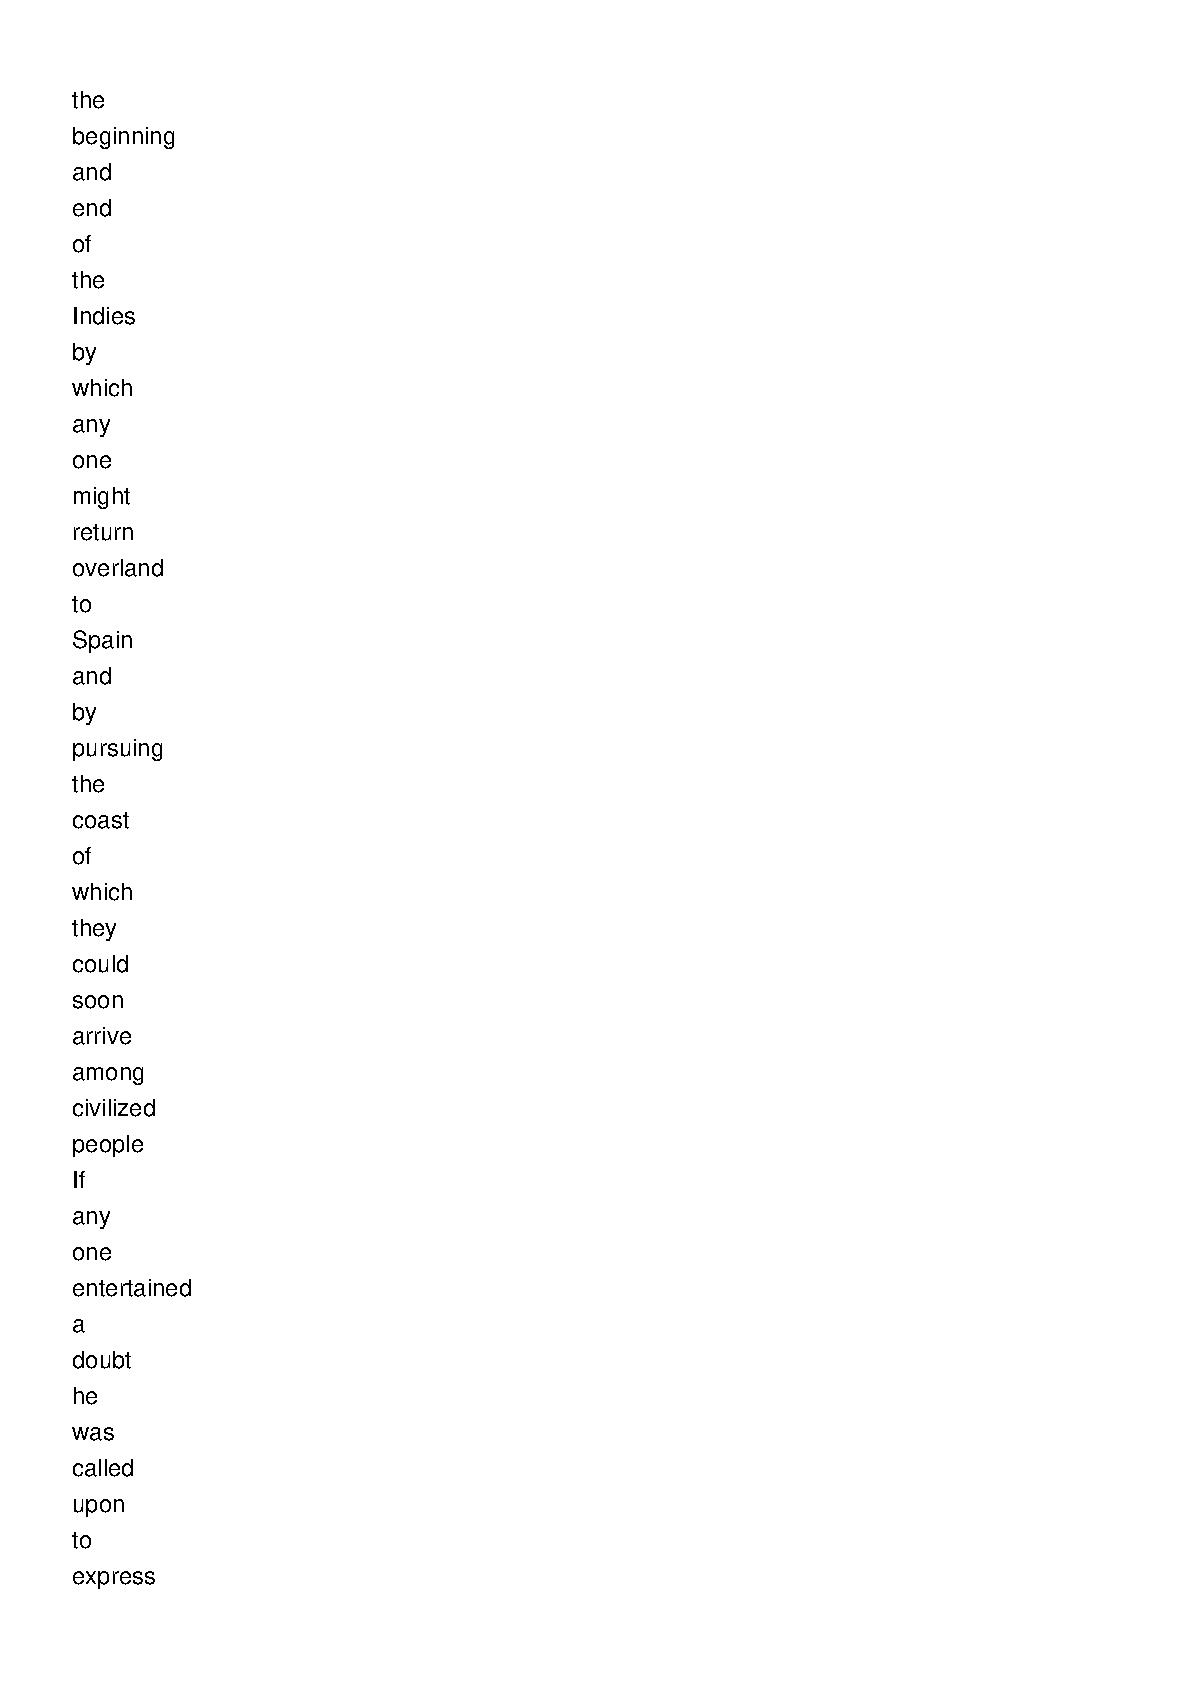 the
beginning
and
end
of
the
Indies
by
which
any
one
might
return
overland
to
Spain
and
by
pursuing
the
coast
of
which
they
could
soon
arrive
among
civilized
people
If
any
one
entertained
a
doubt
he
was
called
upon
to
express